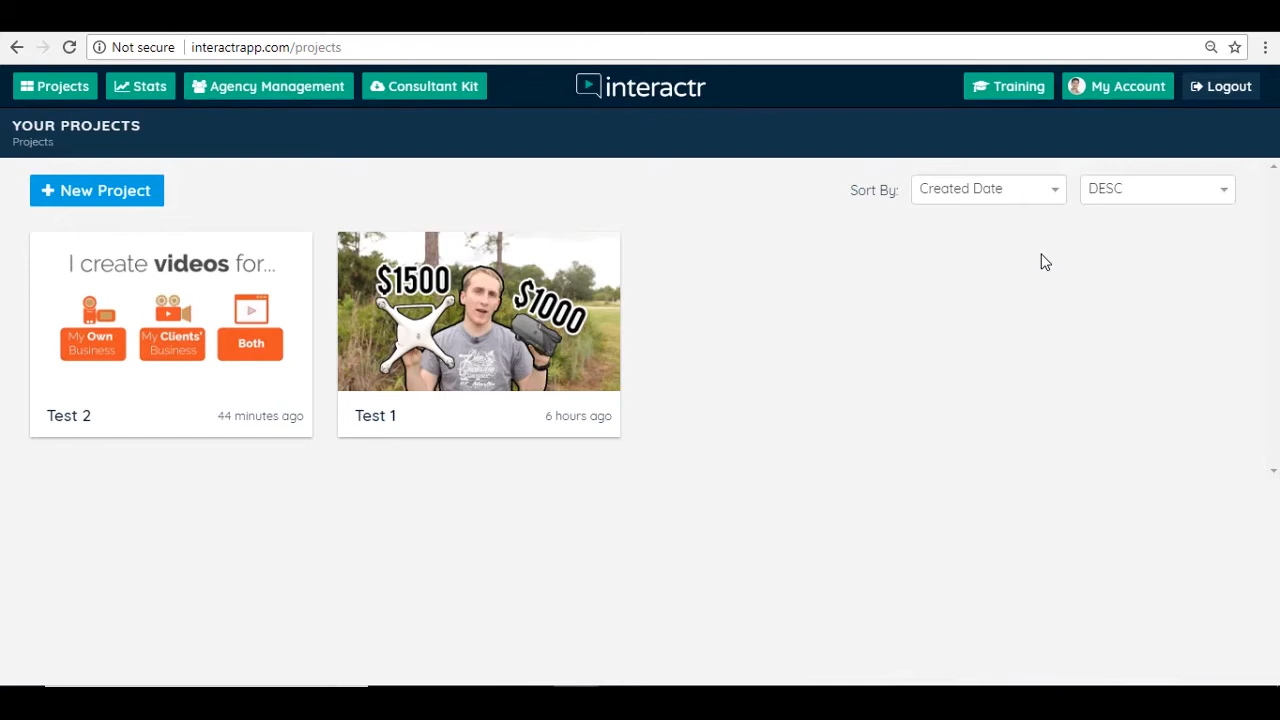 Not secure interactrapp.com/projects
Projects Stats Agency Management Consultant Kit interactr Training My Account Logout
YOUR PROJECTS
Projects
New Project Sort By: Created Date DESC
I create videos for...
My Own Business
My Clients' Business
Both
$1500 $1000
Test 2 44 minutes ago
Test 1 6 hours ago